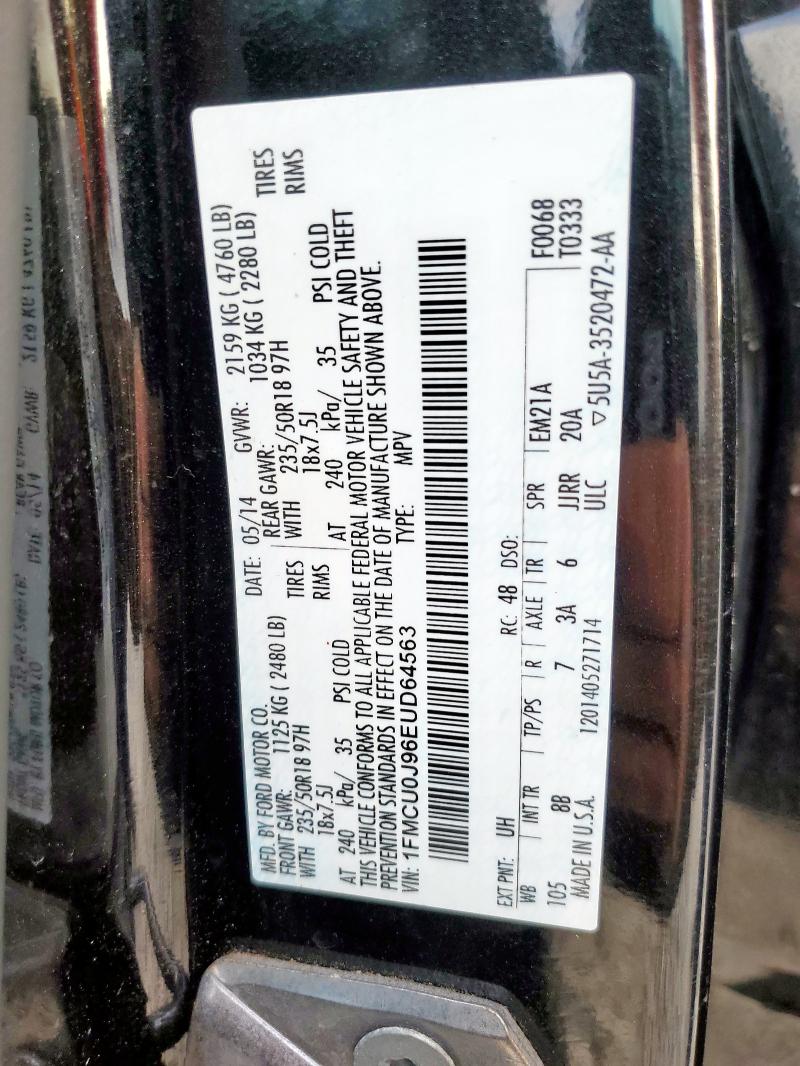 MFD. BY FORD MOTOR CO. DATE: 05/14 GVWR: 2159 KG ( 4760 LB)
FRONT GAWR: 1125 KG ( 2480 LB) REAR GAWR: 1034 KG ( 2280 LB)
WITH 235/50R18 97H TIRES WITH 235/50R18 97H TIRES
18x7.5J RIMS 18x7.5J RIMS
AT 240 kPa/ 35 PSI COLD AT 240 kPa/ 35 PSI COLD
THIS VEHICLE CONFORMS TO ALL APPLICABLE FEDERAL MOTOR VEHICLE SAFETY AND THEFT
PREVENTION STANDARDS IN EFFECT ON THE DATE OF MANUFACTURE SHOWN ABOVE.
VIN: 1FMCU0J96EUD64563 TYPE: MPV
EXT PNT: UH RC: 48 DSO:
WB INT TR TP/PS R AXLE TR SPR EM21A F0068
105 8B 7 3A 6 JJRR 20A T0333
MADE IN U.S.A. 1201405271714 ULC ▽5U5A-3520472-AA